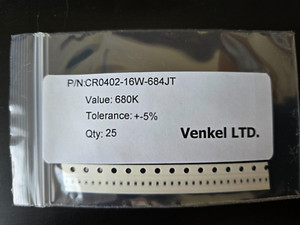 P/N:CR0402-16W-684JT
Value: 680K
Tolerance: +-5%
Qty: 25 Venkel LTD.